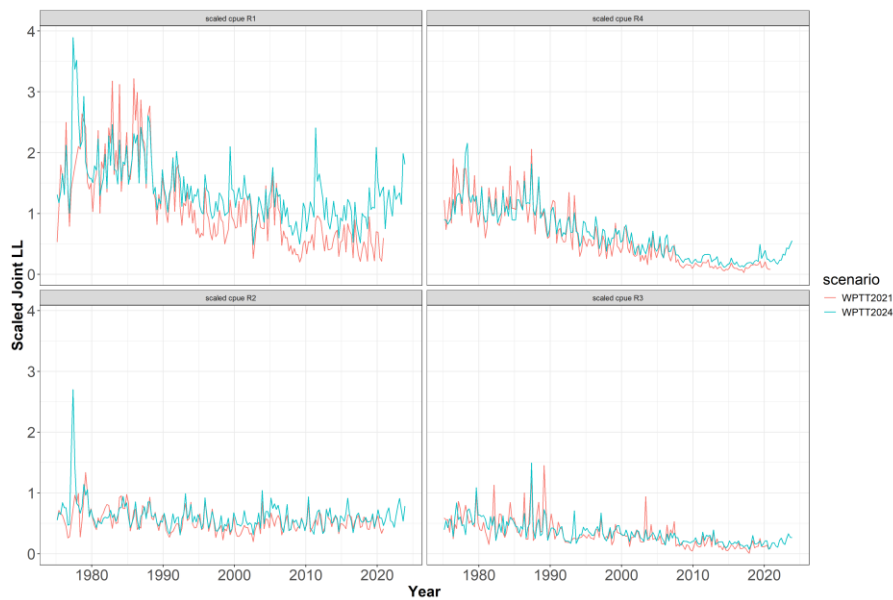 scaled cpue R1
scaled cpue R4
4
3
2
1
0
scaled cpue R2
scaled cpue R3
4
3
2
1
0
1980
1990
2000
2010
2020
1980
1990
2000
2010
2020
Year
Scaled Joint LL
scenario
WPTT2021
WPTT2024